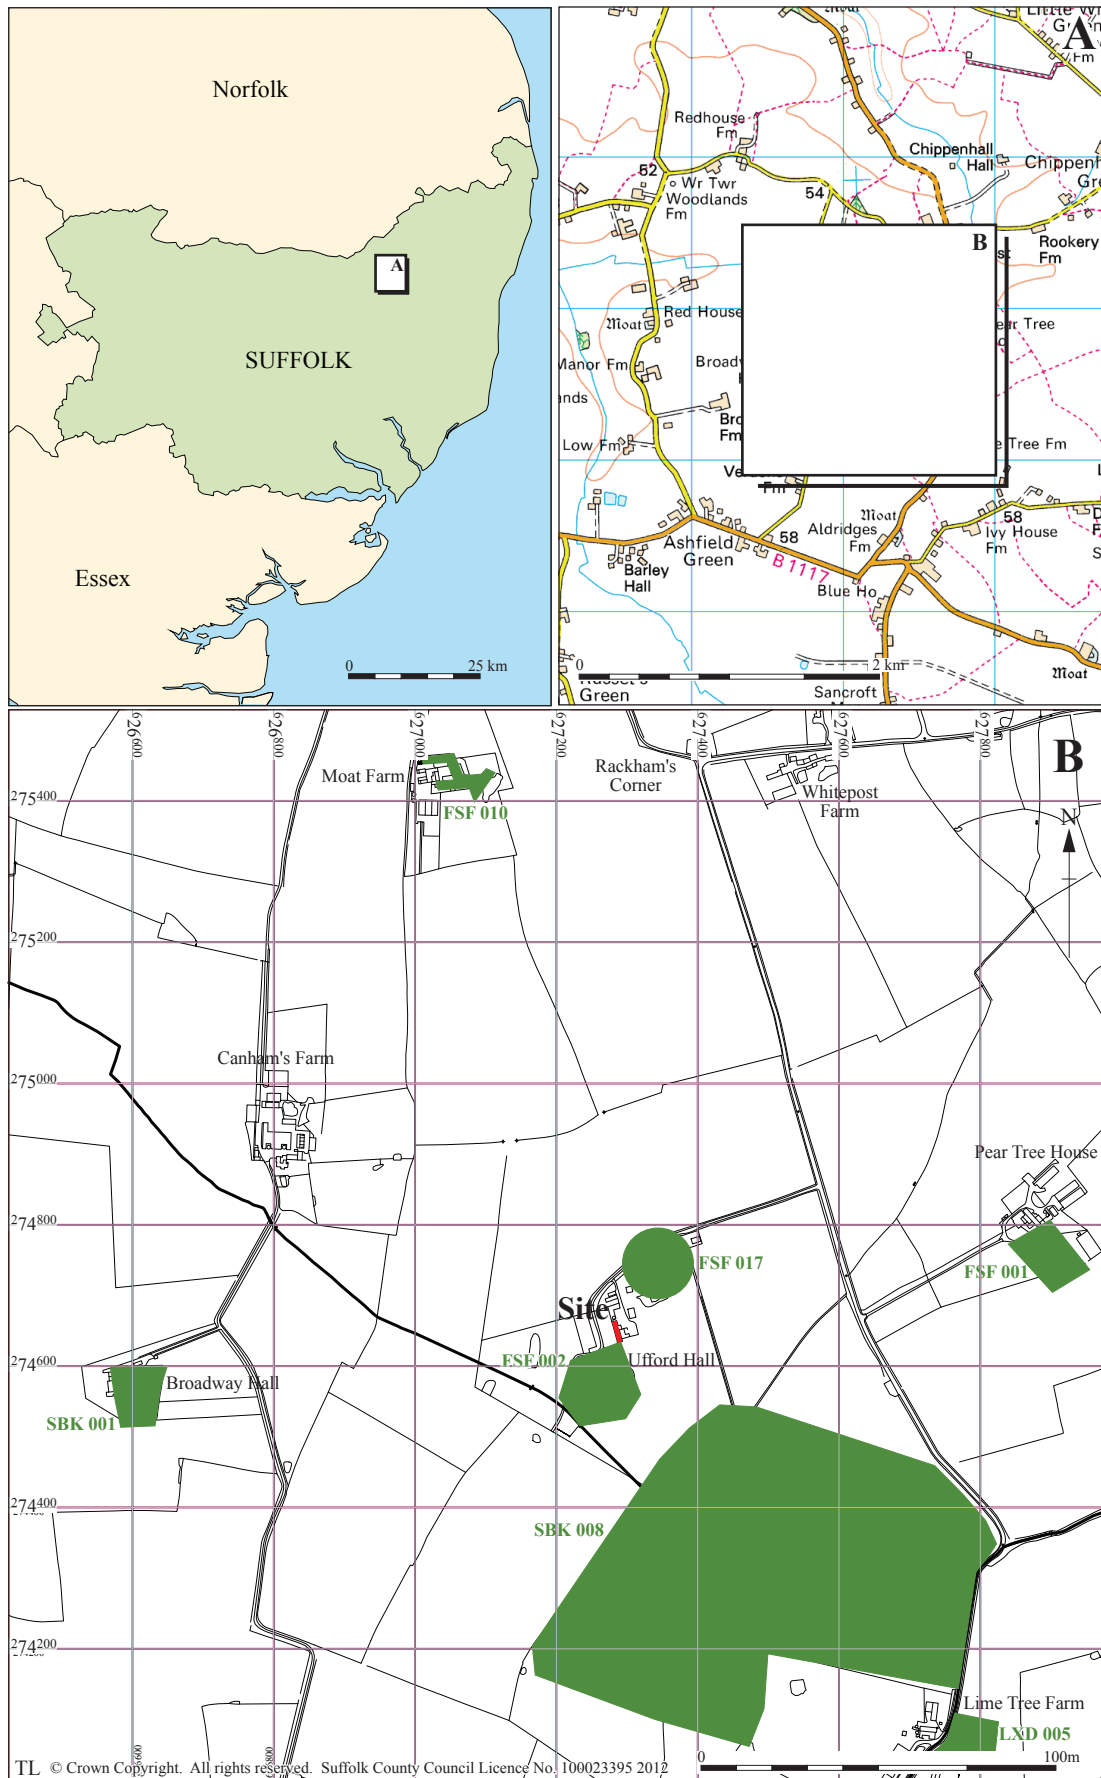 Norfolk
A
SUFFOLK
Essex
0 25 km
A
Moat
Fm
Redhouse
Fm
Chippenhall
Hall
52
Wr Twr
Woodlands
Fm
54
B
Rookery
Fm
Red House
Moat
Manor Fm
Low Fm
Tree Fm
Ashfield
Green
58
B 1117
Barley
Hall
Moat
Aldridges
Fm
58
Ivy House
Fm
Blue Ho
Moat
0 2 km
Green
Sancroft
626600
626800
627000
627200
627400
627600
627800
B
Moat Farm
Rackham's
Corner
Whitepost
Farm
FSF 010
N
275400
275200
Canham's Farm
275000
Pear Tree House
274800
FSF 017
FSF 001
Site
274600
FSF 002
Ufford Hall
Broadway Hall
SBK 001
274400
SBK 008
274200
Lime Tree Farm
LXD 005
TL © Crown Copyright. All rights reserved. Suffolk County Council Licence No. 100023395 2012
0 100m